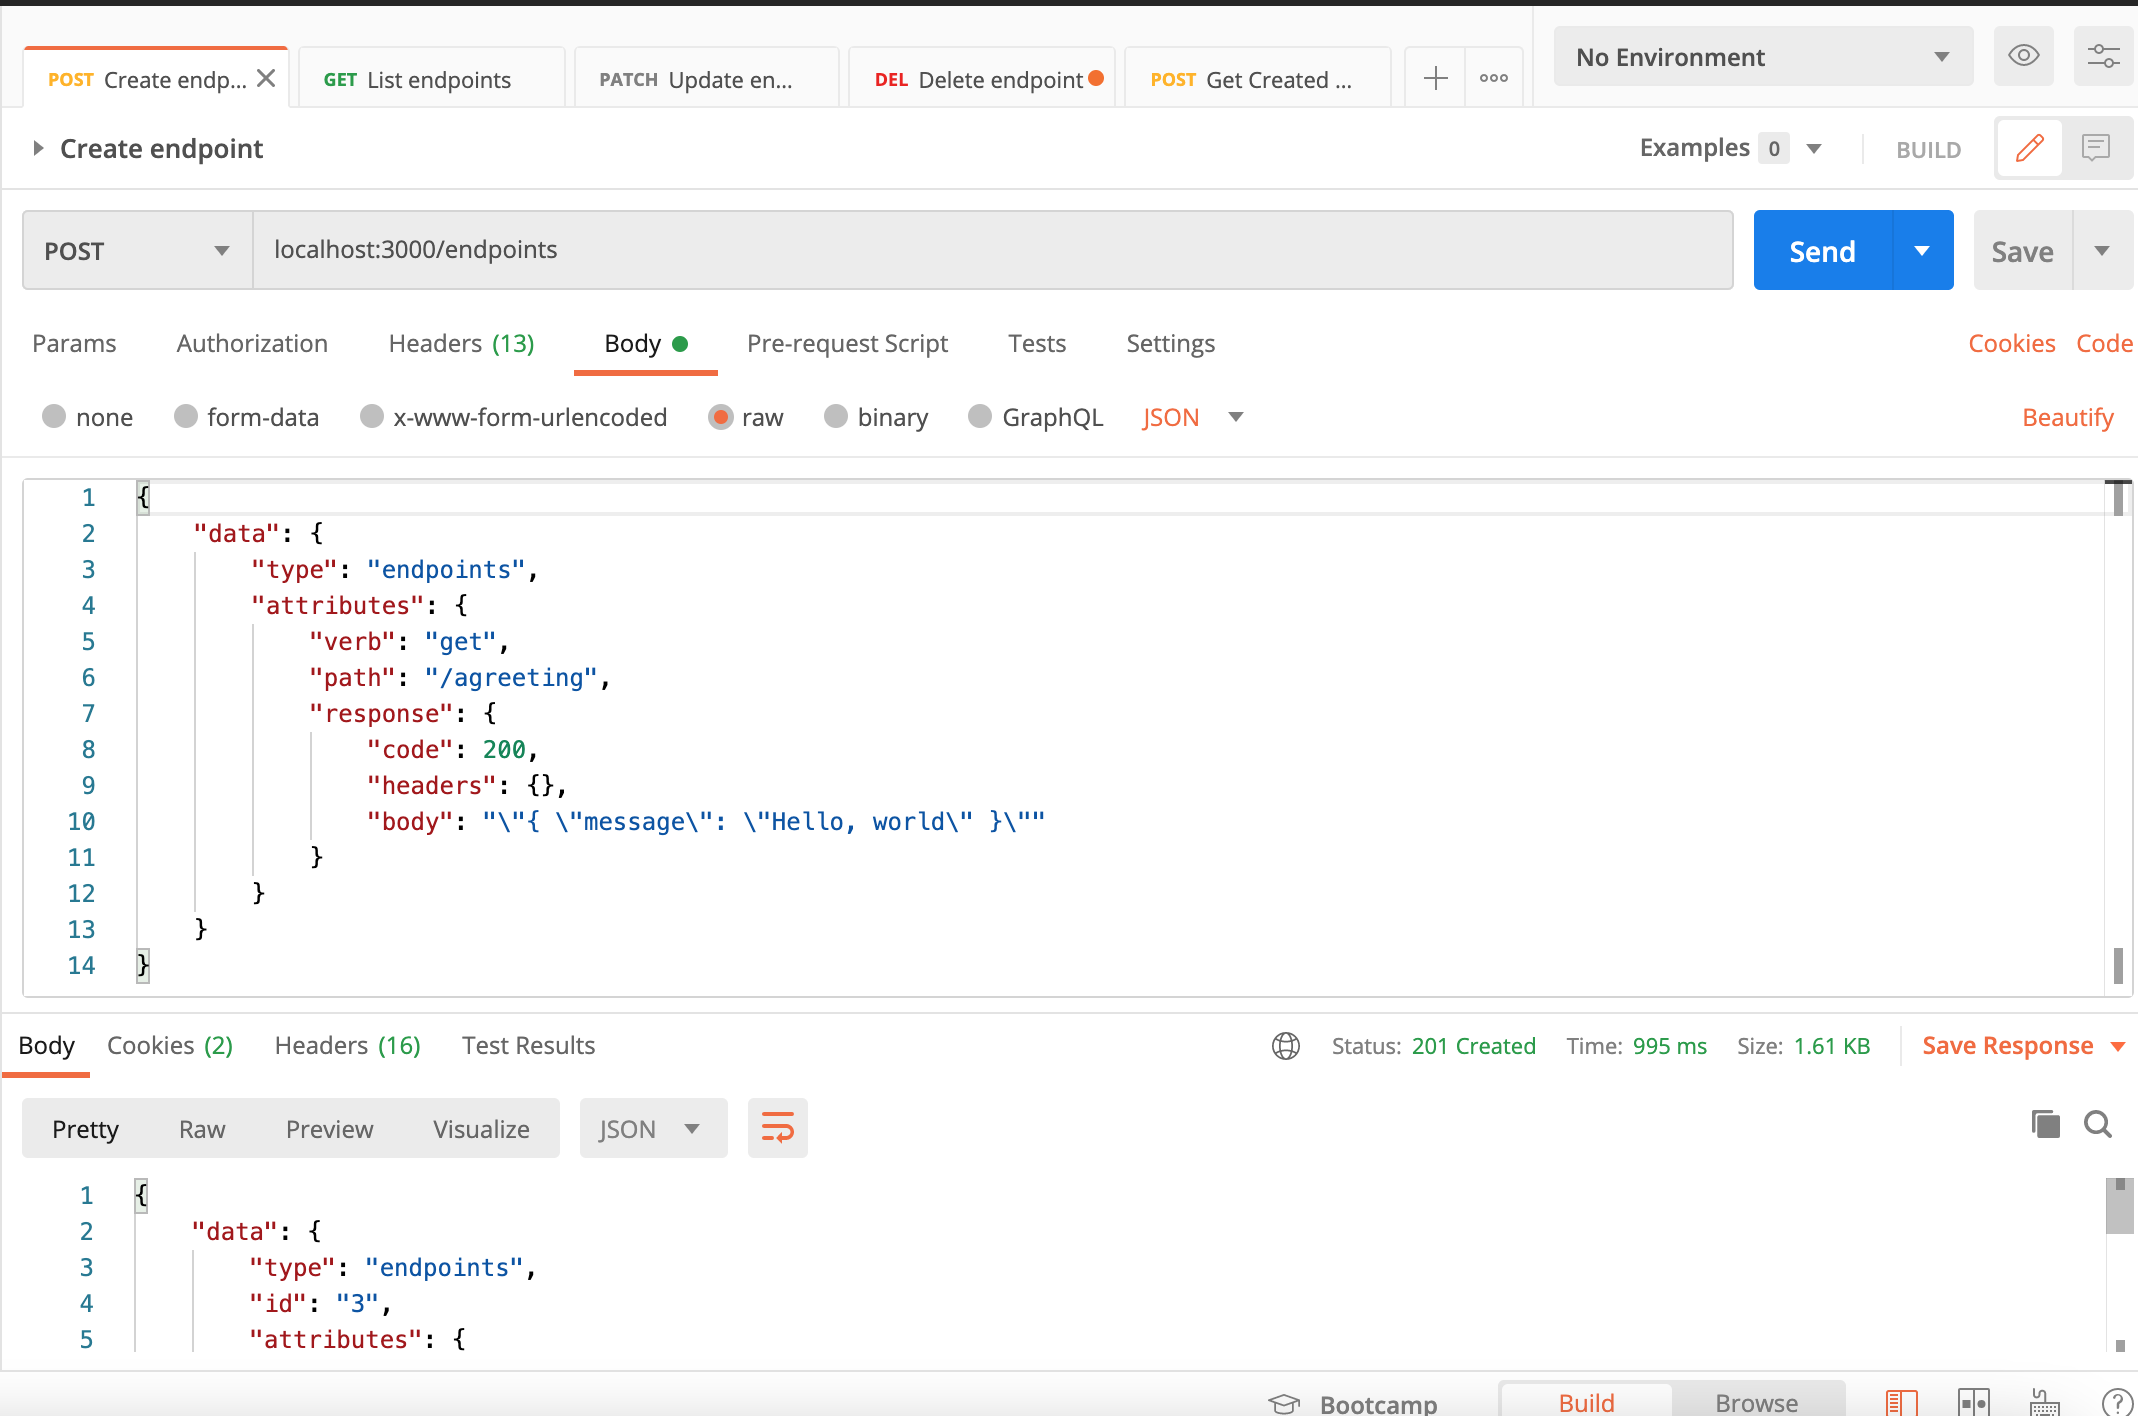 POST Create endp... GET List endpoints PATCH Update en... DEL Delete endpoint POST Get Created ... No Environment
Create endpoint Examples 0 BUILD
POST localhost:3000/endpoints Send Save
Params Authorization Headers (13) Body Pre-request Script Tests Settings Cookies Code
none form-data x-www-form-urlencoded raw binary GraphQL JSON Beautify
1 {
2 "data": {
3 "type": "endpoints",
4 "attributes": {
5 "verb": "get",
6 "path": "/agreeting",
7 "response": {
8 "code": 200,
9 "headers": {},
10 "body": "\"{ \"message\": \"Hello, world\" }\""
11 }
12 }
13 }
14 }
Body Cookies (2) Headers (16) Test Results Status: 201 Created Time: 995 ms Size: 1.61 KB Save Response
Pretty Raw Preview Visualize JSON
1 {
2 "data": {
3 "type": "endpoints",
4 "id": "3",
5 "attributes": {
Bootcamp Build Browse